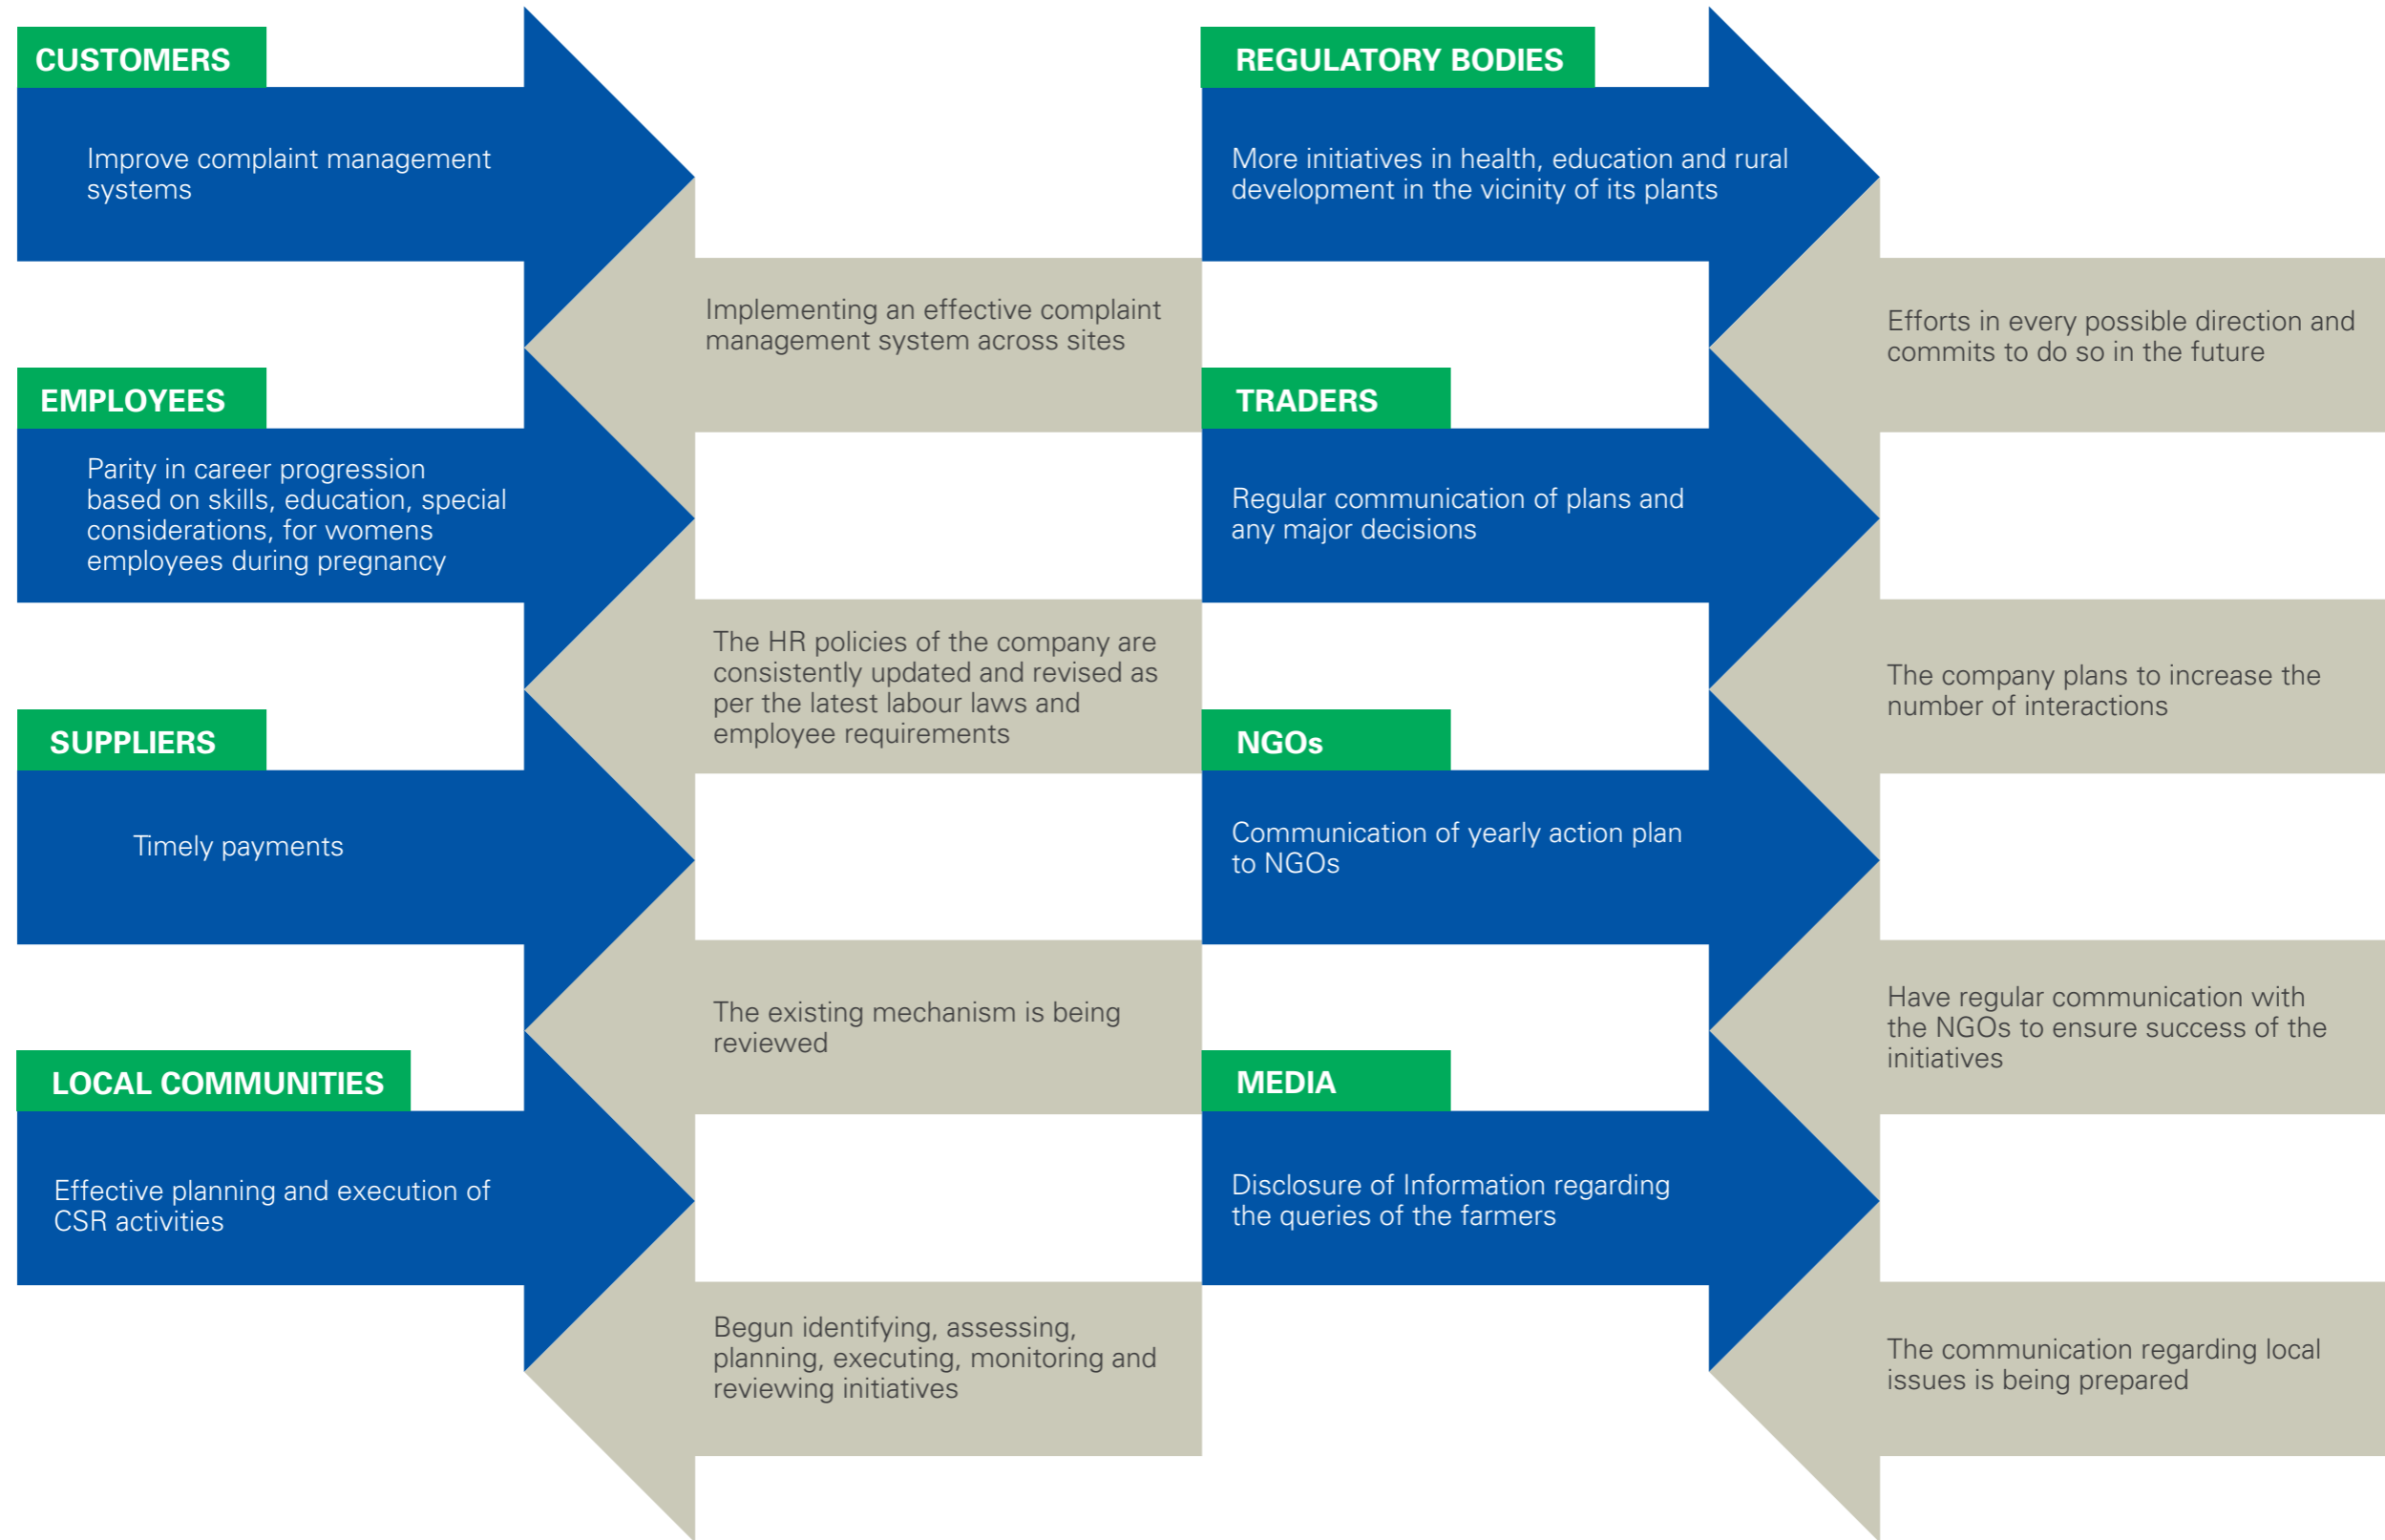 CUSTOMERS
Improve complaint management
systems
Implementing an effective complaint
management system across sites
EMPLOYEES
Parity in career progression
based on skills, education, special
considerations, for womens
employees during pregnancy
The HR policies of the company are
consistently updated and revised as
per the latest labour laws and
employee requirements
SUPPLIERS
Timely payments
The existing mechanism is being
reviewed
LOCAL COMMUNITIES
Effective planning and execution of
CSR activities
Begun identifying, assessing,
planning, executing, monitoring and
reviewing initiatives
REGULATORY BODIES
More initiatives in health, education and rural
development in the vicinity of its plants
Efforts in every possible direction and
commits to do so in the future
TRADERS
Regular communication of plans and
any major decisions
The company plans to increase the
number of interactions
NGOs
Communication of yearly action plan
to NGOs
Have regular communication with
the NGOs to ensure success of the
initiatives
MEDIA
Disclosure of Information regarding
the queries of the farmers
The communication regarding local
issues is being prepared